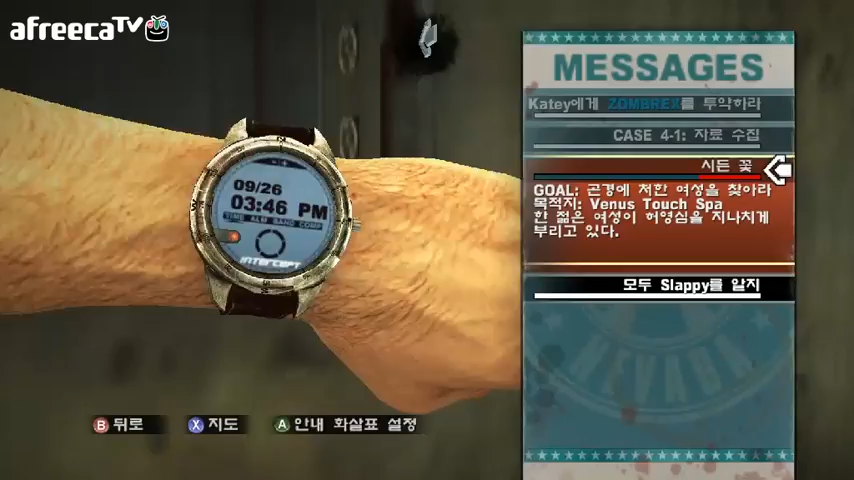 afreecaTV
MESSAGES
Katey에게 ZOMBREX를 투약하라
CASE 4-1: 자료 수집
시든 꽃
GOAL: 곤경에 처한 여성을 찾아라
목적지: Venus Touch Spa
한 젊은 여성이 허영심을 지나치게
부리고 있다.
모두 Slappy를 알지
NEVADA
09/26
03:46 PM
TIME ALM BAND COMP
INTERCEPT
B 뒤로
X 지도
A 안내 화살표 설정